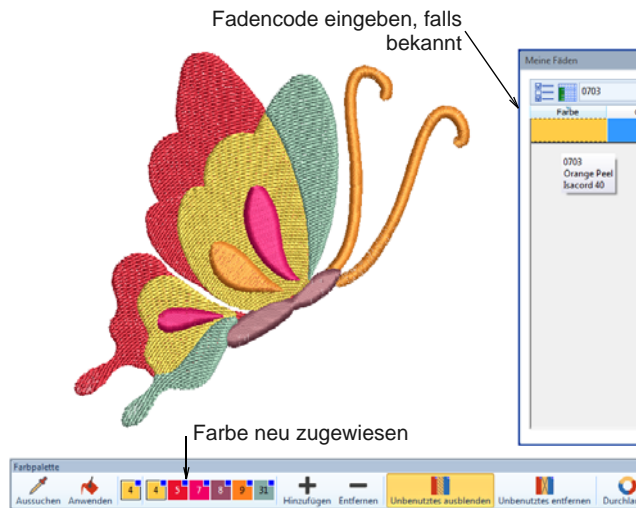 Fadencode eingeben, falls
bekannt
Meine Fäden
0703
Farbe
0703
Orange Peel
Isacord 40
Farbe neu zugewiesen
Farbpalette
4 4 5 7 8 9 31
Aussuchen Anwenden Hinzufügen Entfernen Unbenutztes ausblenden Unbenutztes entfernen Durchla